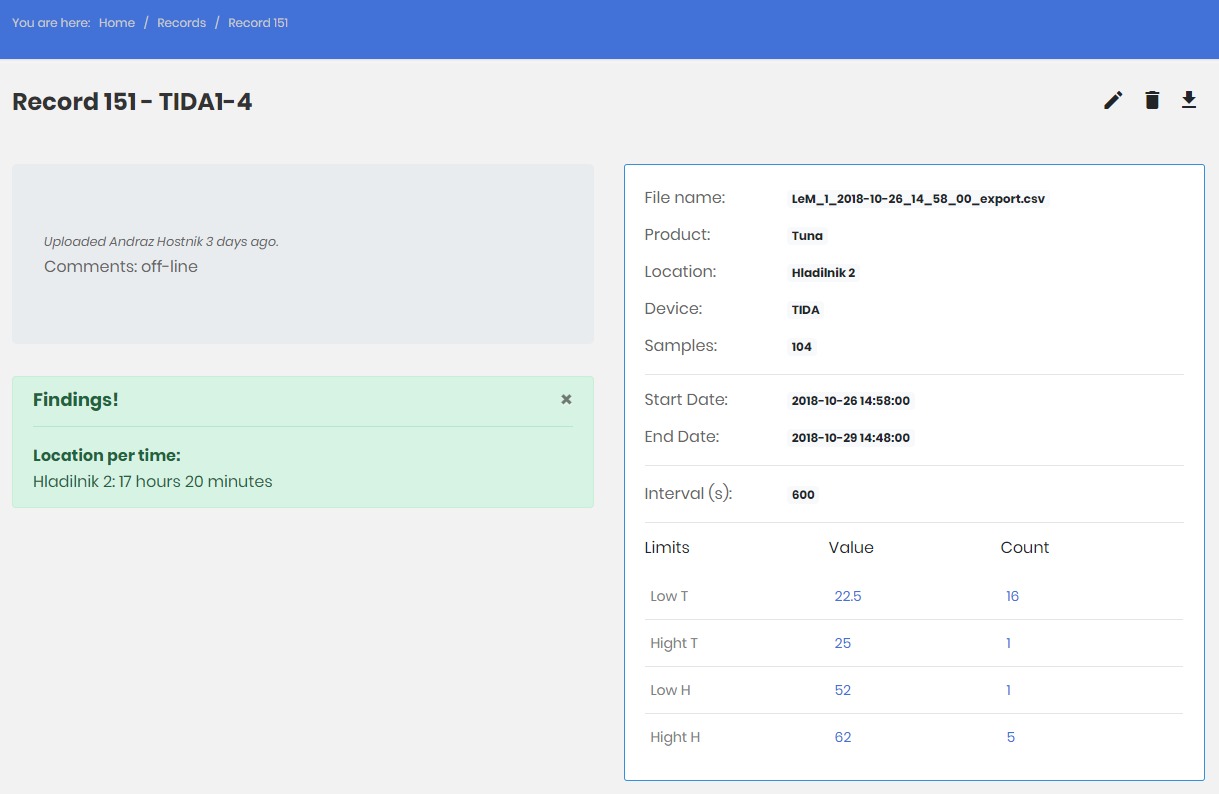 You are here: Home / Records / Record 151
Record 151 - TIDA1-4
Uploaded Andraz Hostnik 3 days ago.
Comments: off-line
Findings! ×
Location per time:
Hladilnik 2: 17 hours 20 minutes
File name: LeM_1_2018-10-26_14_58_00_export.csv
Product: Tuna
Location: Hladilnik 2
Device: TIDA
Samples: 104
Start Date: 2018-10-26 14:58:00
End Date: 2018-10-29 14:48:00
Interval (s): 600
Limits Value Count
Low T 22.5 16
Hight T 25 1
Low H 52 1
Hight H 62 5